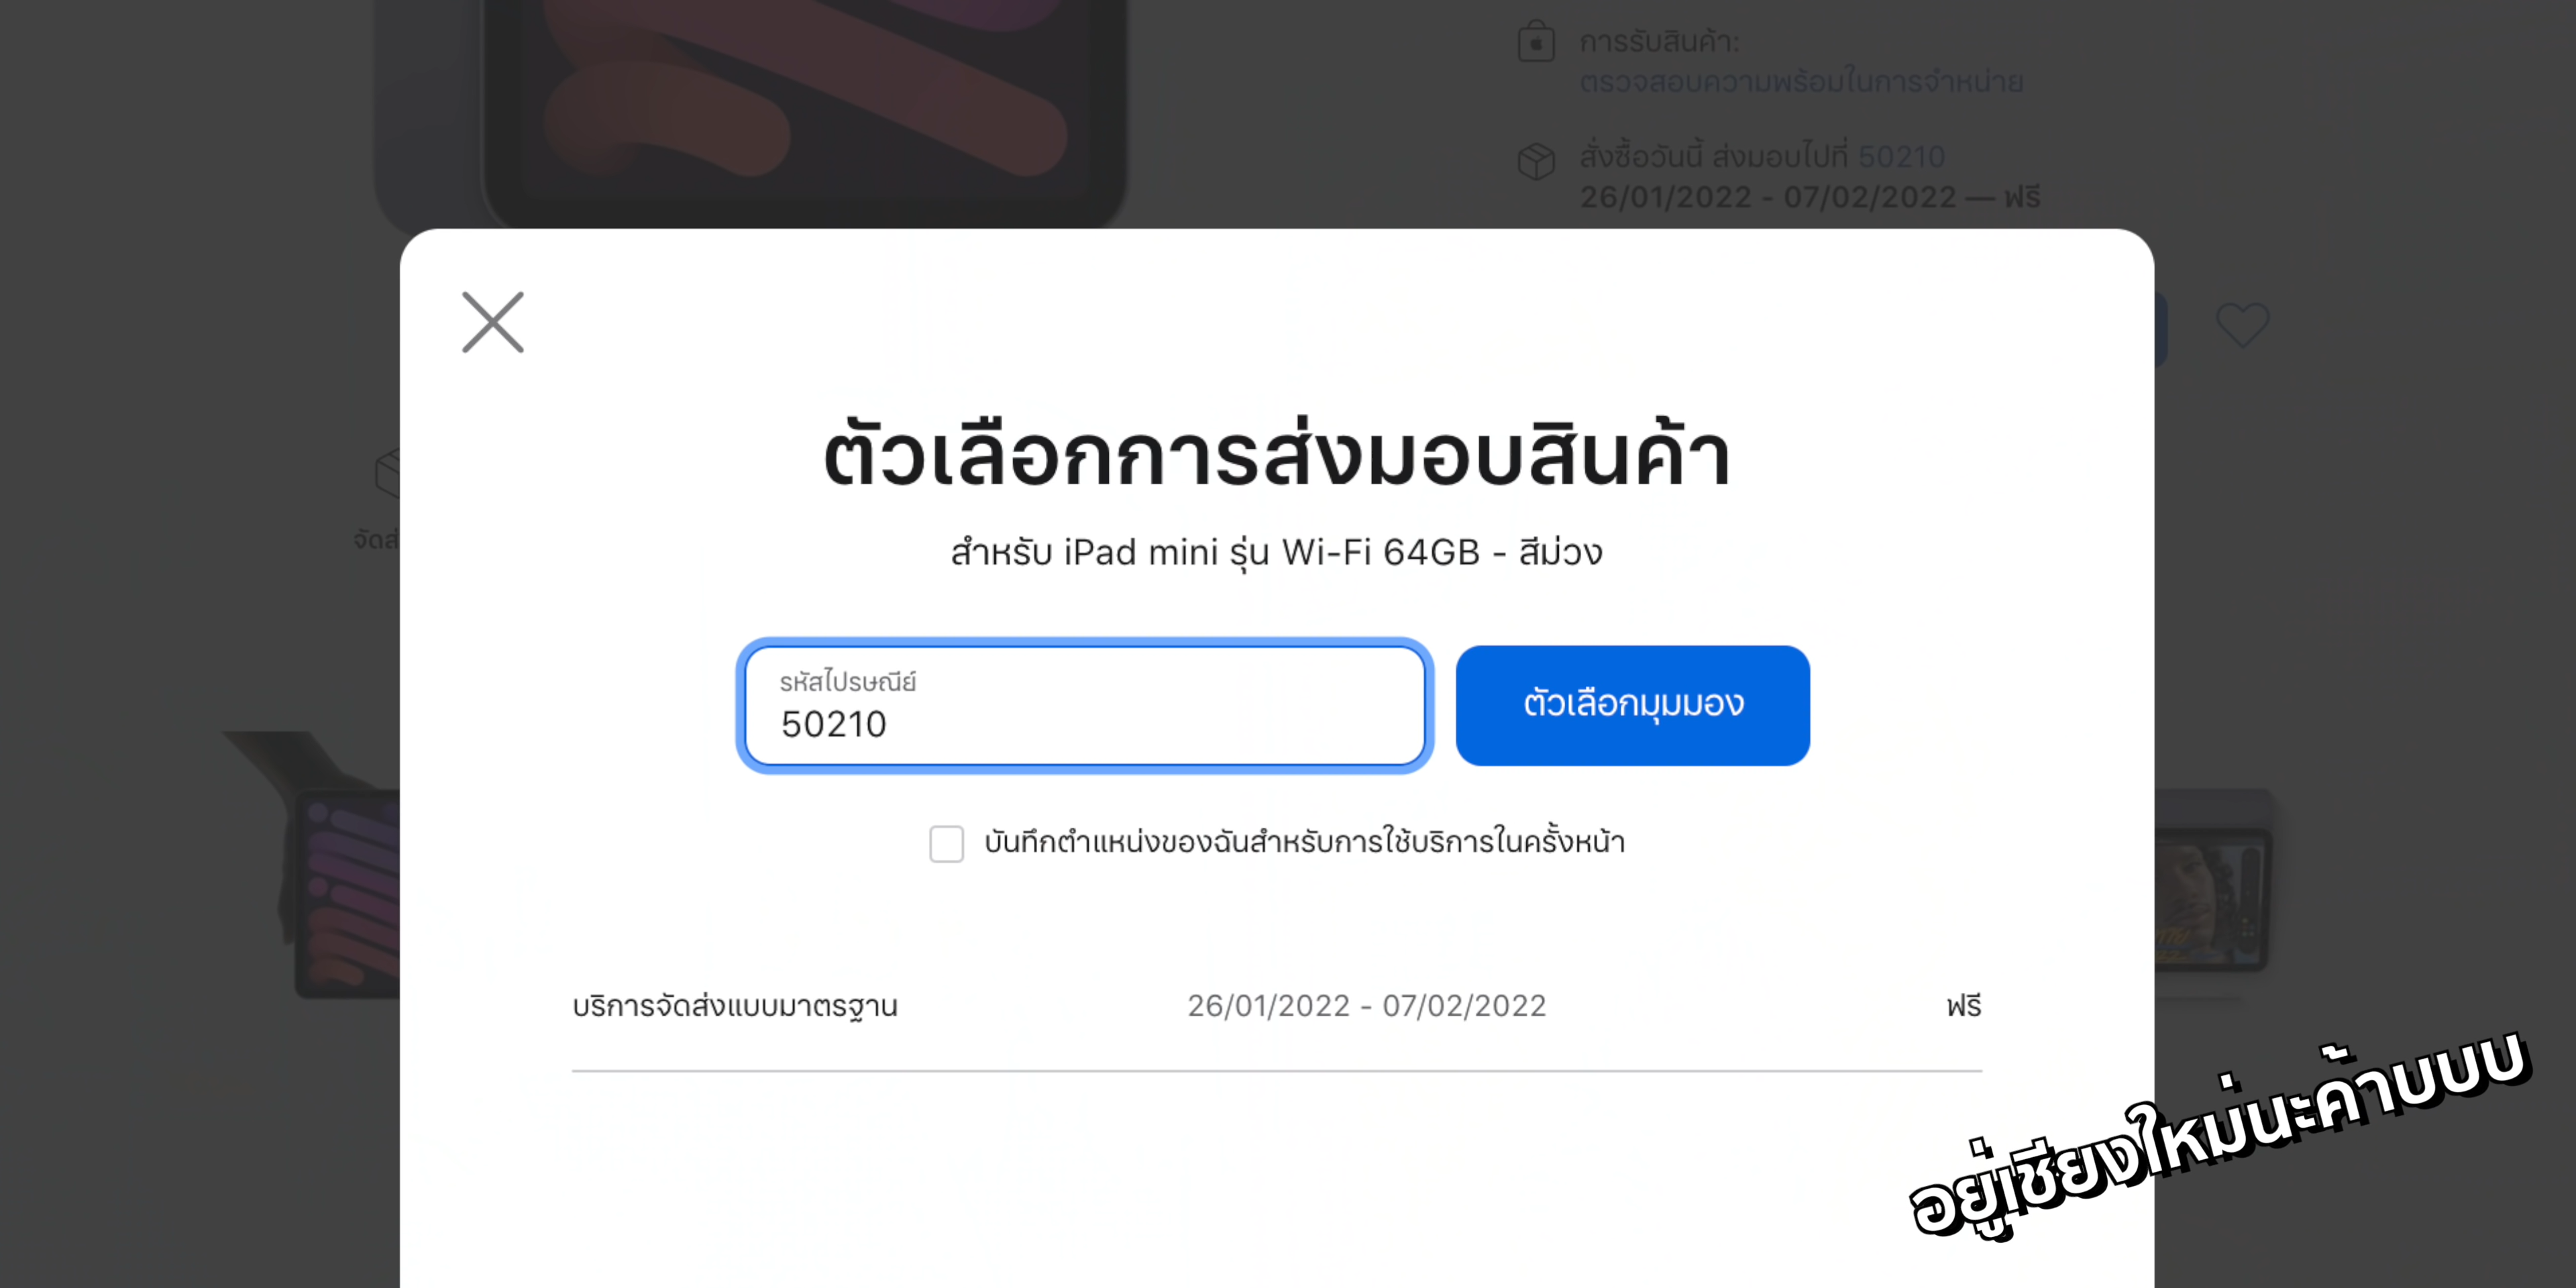 การรับสินค้า:
ตรวจสอบความพร้อมในการจำหน่าย
สั่งซื้อวันนี้ ส่งมอบไปที่ 50210
26/01/2022 - 07/02/2022 — ฟรี
ตัวเลือกการส่งมอบสินค้า
สำหรับ iPad mini รุ่น Wi-Fi 64GB - สีม่วง
รหัสไปรษณีย์
50210
ตัวเลือกมุมมอง
บันทึกตำแหน่งของฉันสำหรับการใช้บริการในครั้งหน้า
บริการจัดส่งแบบมาตรฐาน 26/01/2022 - 07/02/2022 ฟรี
อยู่เชียงใหม่นะค้าบบบ